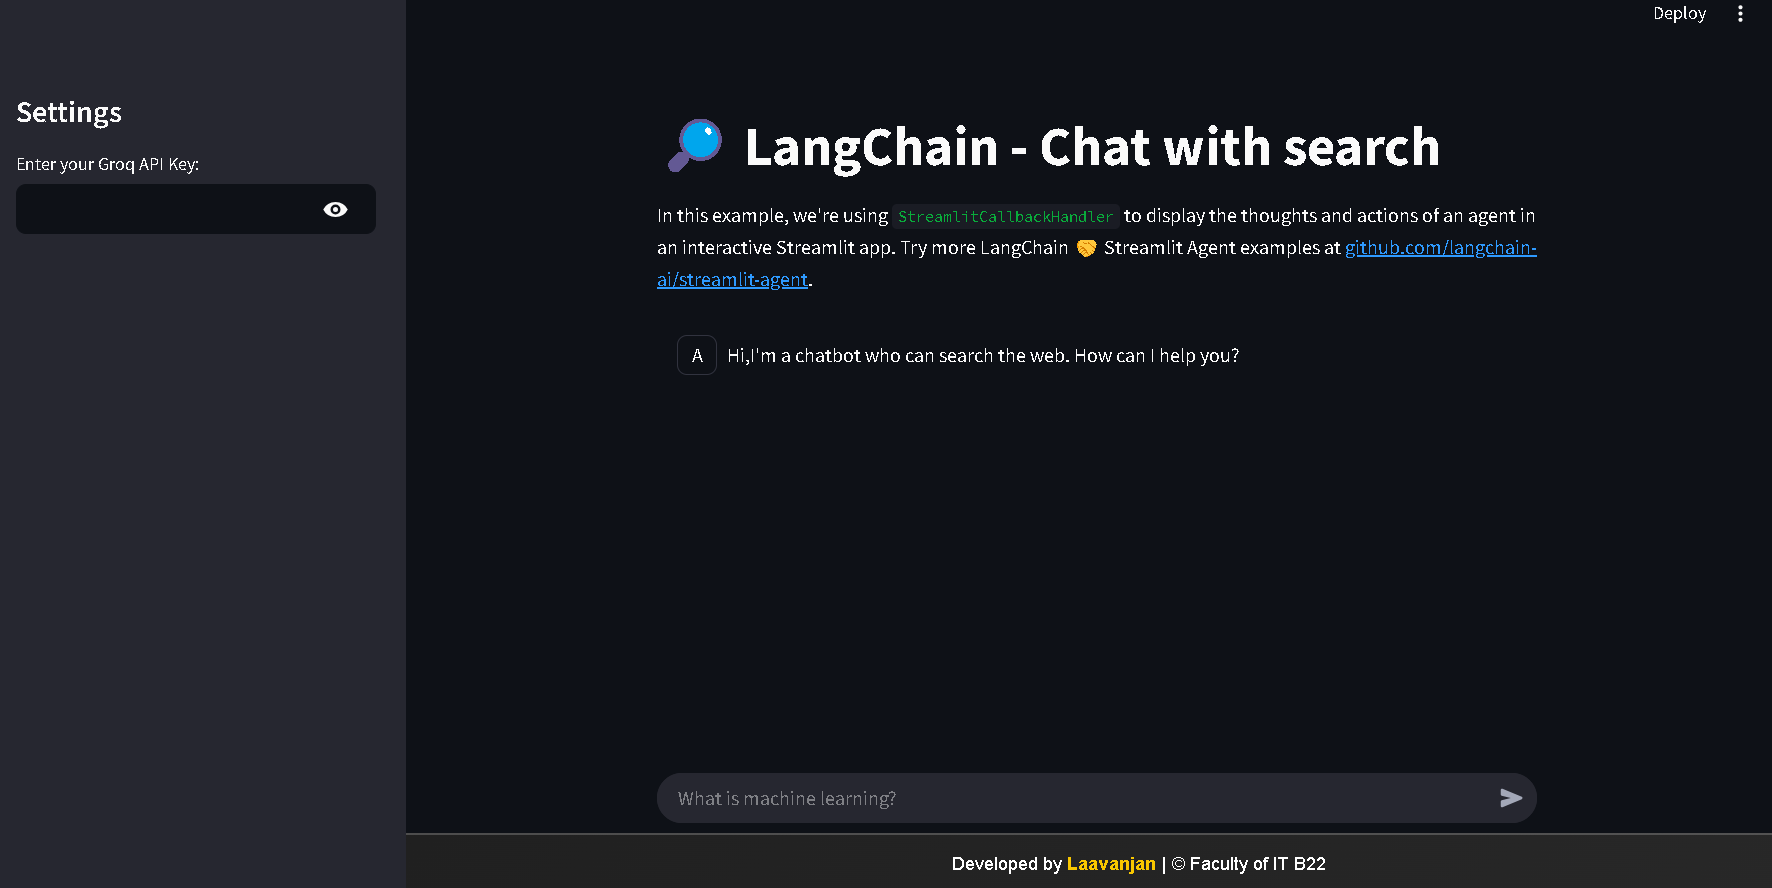 Deploy
Settings
Enter your Groq API Key:
LangChain - Chat with search
In this example, we're using StreamlitCallbackHandler to display the thoughts and actions of an agent in
an interactive Streamlit app. Try more LangChain 🤝 Streamlit Agent examples at github.com/langchain-
ai/streamlit-agent.
A Hi,I'm a chatbot who can search the web. How can I help you?
What is machine learning?
Developed by Laavanjan | © Faculty of IT B22